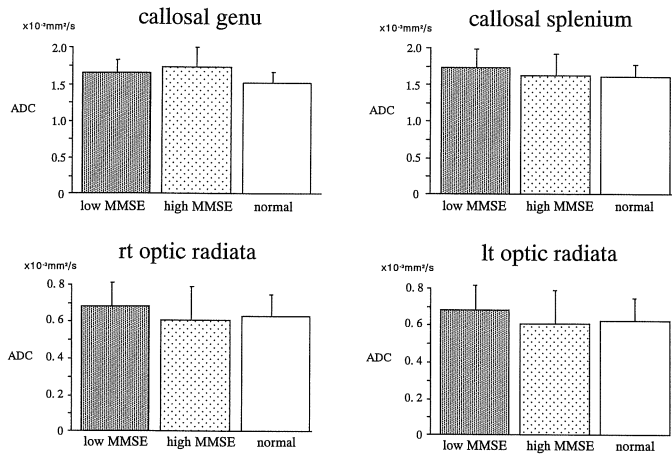 callosal genu
x10⁻³mm²/s
2.0
1.5
ADC
1.0
0.5
0
low MMSE high MMSE normal
callosal splenium
x10⁻³mm²/s
2.0
1.5
ADC
1.0
0.5
0
low MMSE high MMSE normal
rt optic radiata
x10⁻³mm²/s
0.8
0.6
0.4
ADC
0.2
0
low MMSE high MMSE normal
lt optic radiata
x10⁻³mm²/s
0.8
0.6
0.4
ADC
0.2
0
low MMSE high MMSE normal